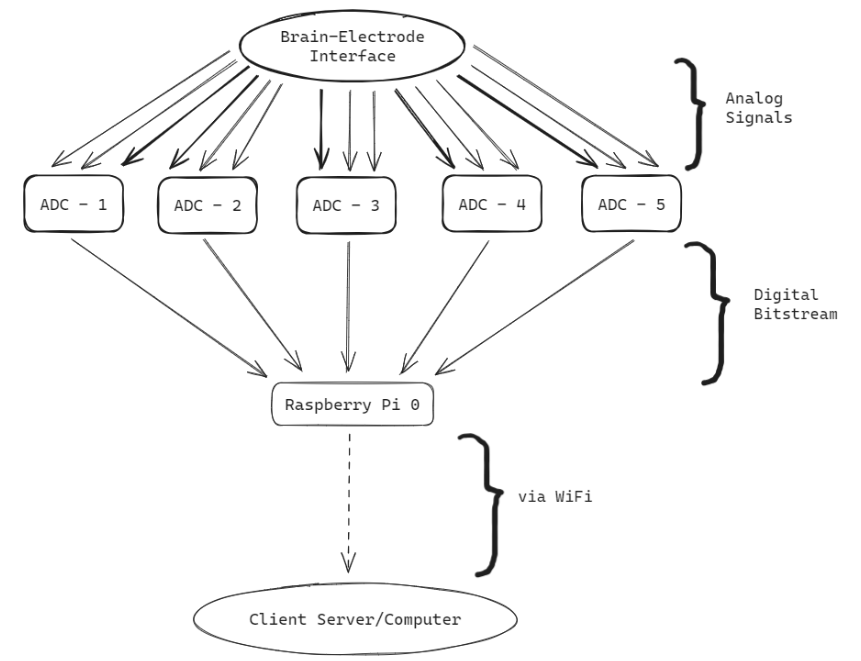 Brain-Electrode
Interface
Analog
Signals
ADC - 1
ADC - 2
ADC - 3
ADC - 4
ADC - 5
Digital
Bitstream
Raspberry Pi 0
via WiFi
Client Server/Computer